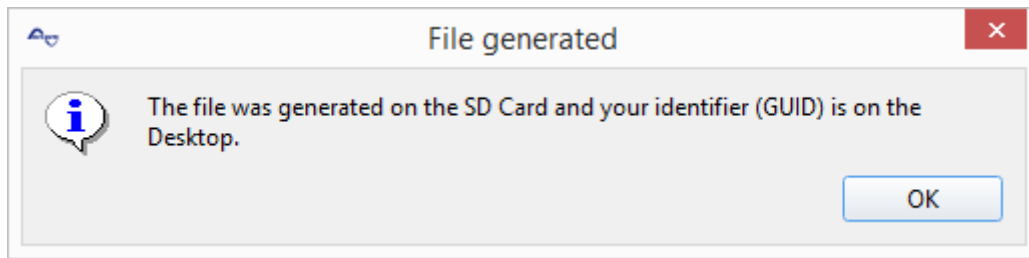 File generated
The file was generated on the SD Card and your identifier (GUID) is on the
Desktop.
OK